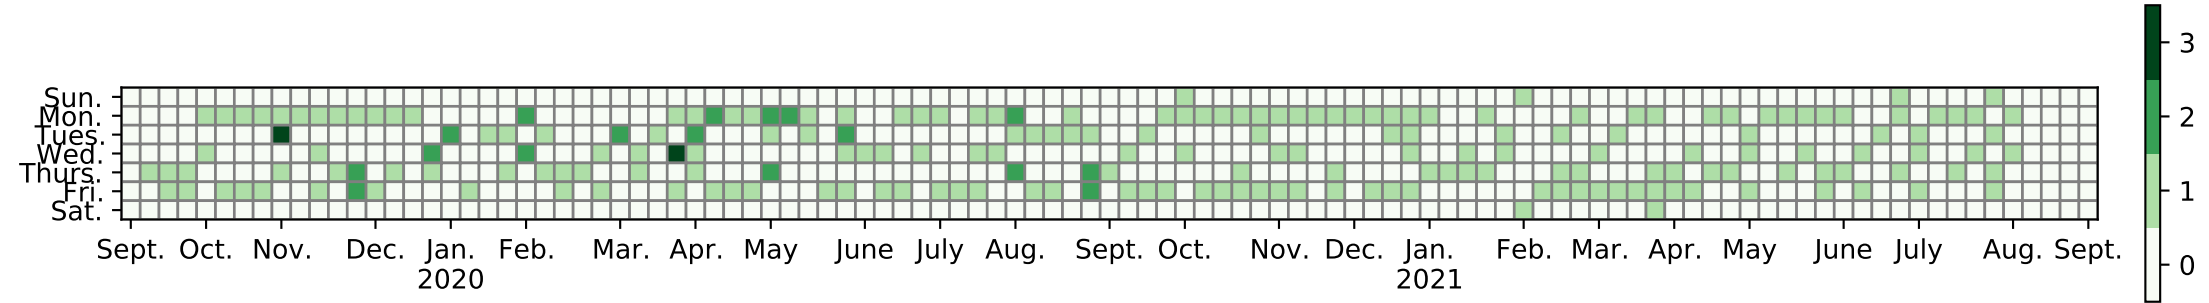 3
2
1
0
Sun.
Mon.
Tues.
Wed.
Thurs.
Fri.
Sat.
Sept. Oct. Nov. Dec. Jan. Feb. Mar. Apr. May June July Aug. Sept. Oct. Nov. Dec. Jan. Feb. Mar. Apr. May June July Aug. Sept.
2020 2021